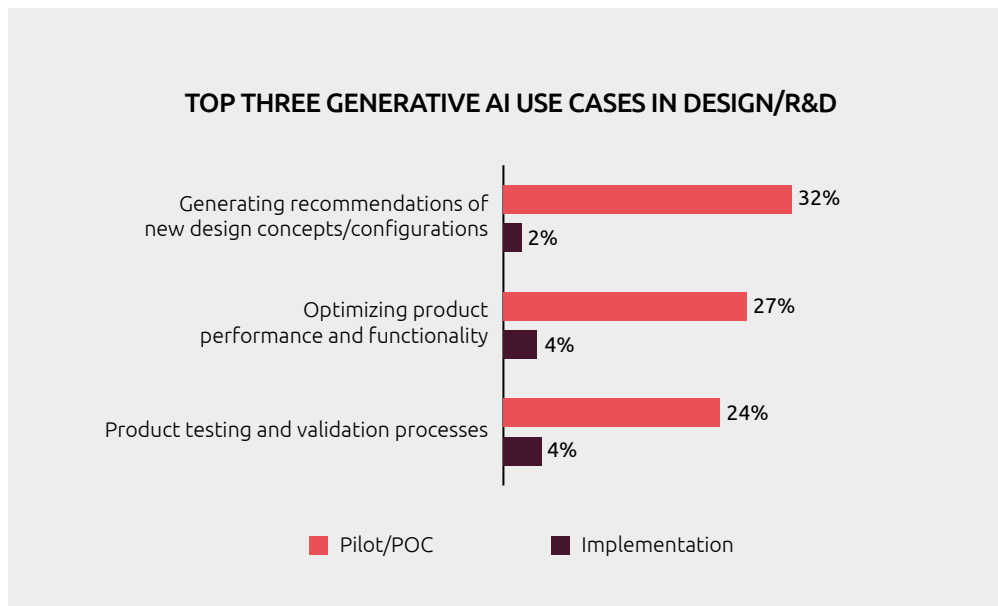 TOP THREE GENERATIVE AI USE CASES IN DESIGN/R&D
Generating recommendations of
new design concepts/configurations
32%
2%
Optimizing product
performance and functionality
27%
4%
Product testing and validation processes
24%
4%
Pilot/POC
Implementation